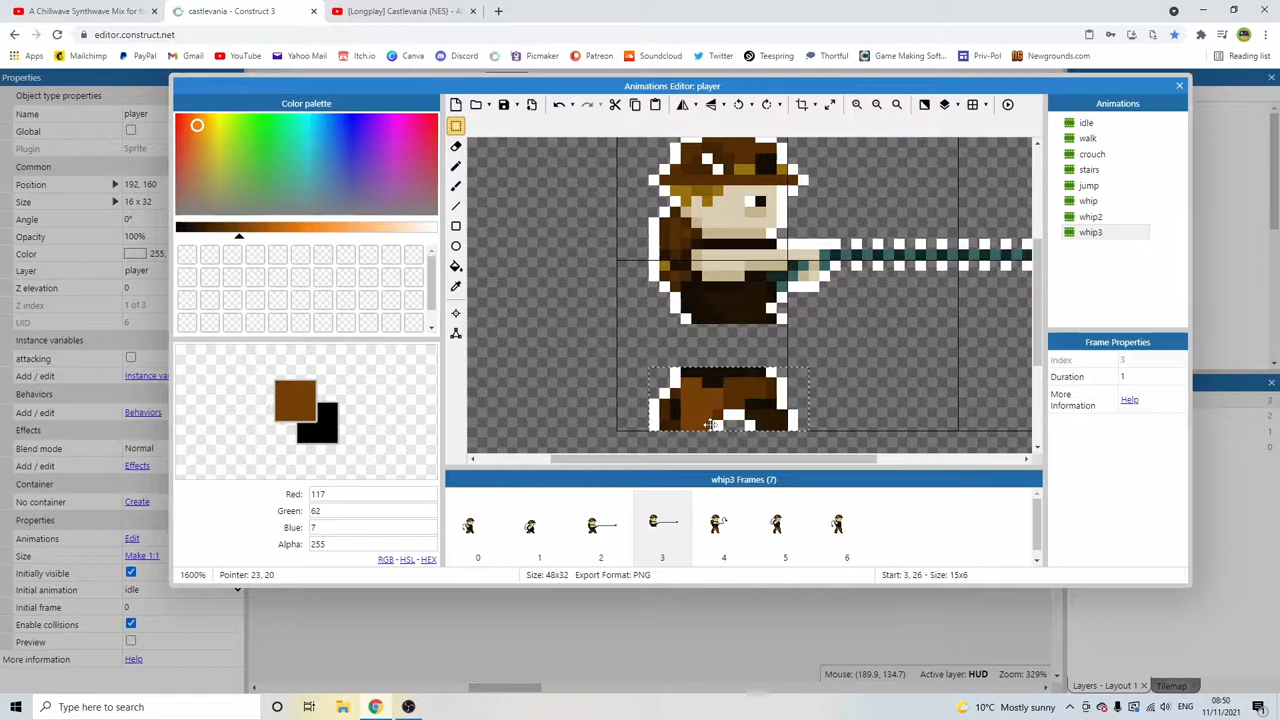 A Chillwave Synthwave Mix for th
castlevania - Construct 3
[Longplay] Castlevania (NES) - A
editor.construct.net
Apps Mailchimp PayPal Gmail YouTube Yahoo Mail Itch.io Canva Discord Picmaker Patreon Soundcloud Twitter Teespring Thortful Game Making Soft... Priv-Pol Newgrounds.com Reading list
Properties
Object type properties
Name player
Global
Plugin Sprite
Common
Position 192, 160
Size 16 x 32
Angle 0°
Opacity 100%
Color 255,
Layer player
Z elevation 0
Z index 1 of 3
UID 6
Instance variables
attacking
Add / edit Instance va
Behaviors
Add / edit Behaviors
Effects
Blend mode Normal
Add / edit Effects
Container
No container Create
Properties
Animations Edit
Size Make 1:1
Initially visible
Initial animation idle
Initial frame 0
Enable collisions
Preview
More information Help
Animations Editor: player
Color palette
Red: 117
Green: 62
Blue: 7
Alpha: 255
RGB - HSL - HEX
1600% Pointer: 23, 20
Size: 48x32 Export Format: PNG
Start: 3, 26 - Size: 15x6
whip3 Frames (7)
0 1 2 3 4 5 6
Animations
idle
walk
crouch
stairs
jump
whip
whip2
whip3
Frame Properties
Index 3
Duration 1
More Information Help
3
2
1
0
Mouse: (189.9, 134.7) Active layer: HUD Zoom: 329%
Layers - Layout 1 Tilemap
Type here to search
10°C Mostly sunny
ENG
08:50
11/11/2021